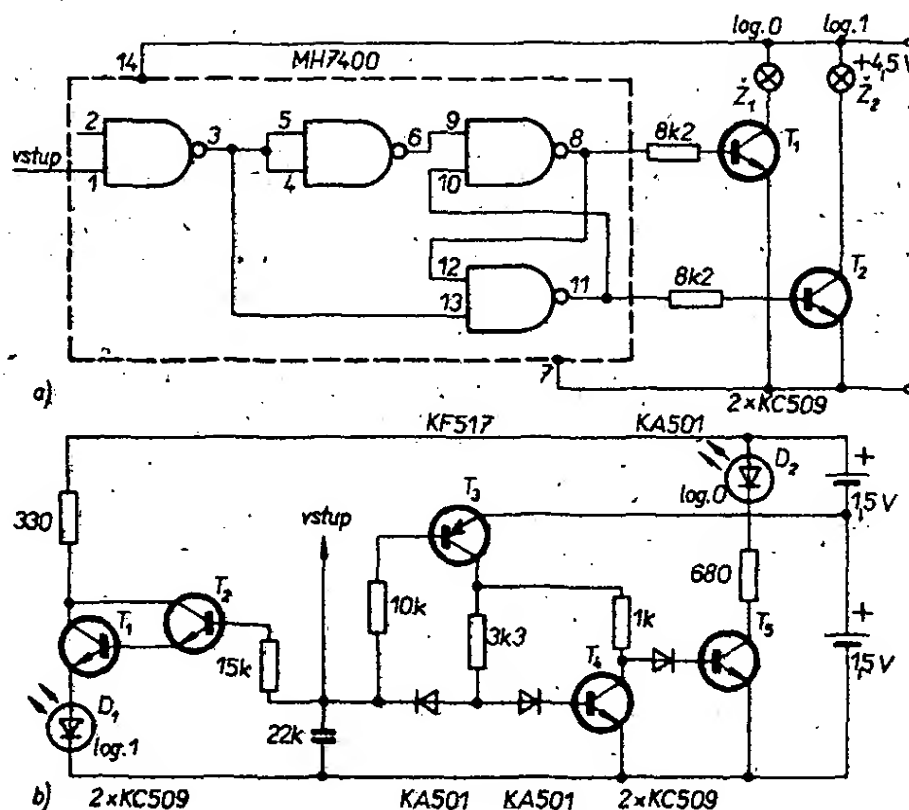 log.0 log.1
14 MH7400 +4,5 V
Ž1 Ž2
2 3 5 6 9 8 8k2 T1
vstup 1 4 10
12 11 8k2 T2
13
7
a) 2×KC509
KF517 KA501
D2
log.0
T3
330 vstup 1,5 V
680
T2 10k 1k
T1 3k3 T5
15k T4 1,5 V
D1
log.1 22k
b) 2×KC509 KA501 KA501 2×KC509